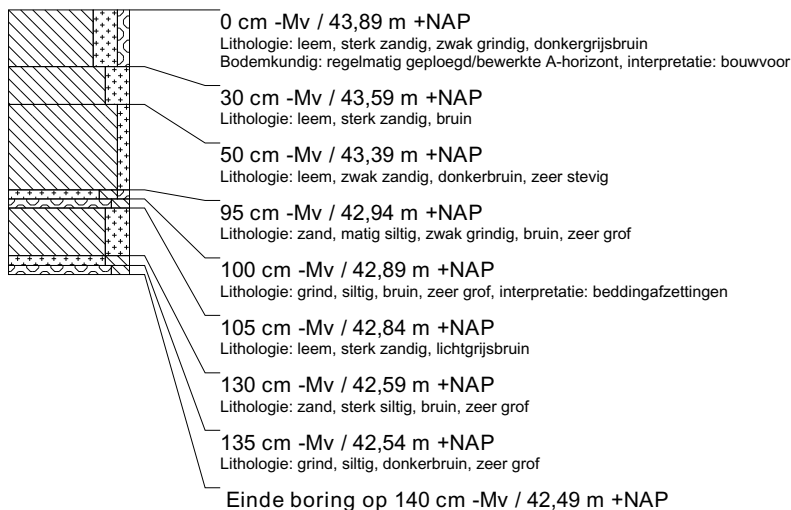 0 cm -Mv / 43,89 m +NAP
Lithologie: leem, sterk zandig, zwak grindig, donkergrijsbruin
Bodemkundig: regelmatig geploegd/bewerkte A-horizont, interpretatie: bouwvoor
30 cm -Mv / 43,59 m +NAP
Lithologie: leem, sterk zandig, bruin
50 cm -Mv / 43,39 m +NAP
Lithologie: leem, zwak zandig, donkerbruin, zeer stevig
95 cm -Mv / 42,94 m +NAP
Lithologie: zand, matig siltig, zwak grindig, bruin, zeer grof
100 cm -Mv / 42,89 m +NAP
Lithologie: grind, siltig, bruin, zeer grof, interpretatie: beddingafzettingen
105 cm -Mv / 42,84 m +NAP
Lithologie: leem, sterk zandig, lichtgrijsbruin
130 cm -Mv / 42,59 m +NAP
Lithologie: zand, sterk siltig, bruin, zeer grof
135 cm -Mv / 42,54 m +NAP
Lithologie: grind, siltig, donkerbruin, zeer grof
Einde boring op 140 cm -Mv / 42,49 m +NAP